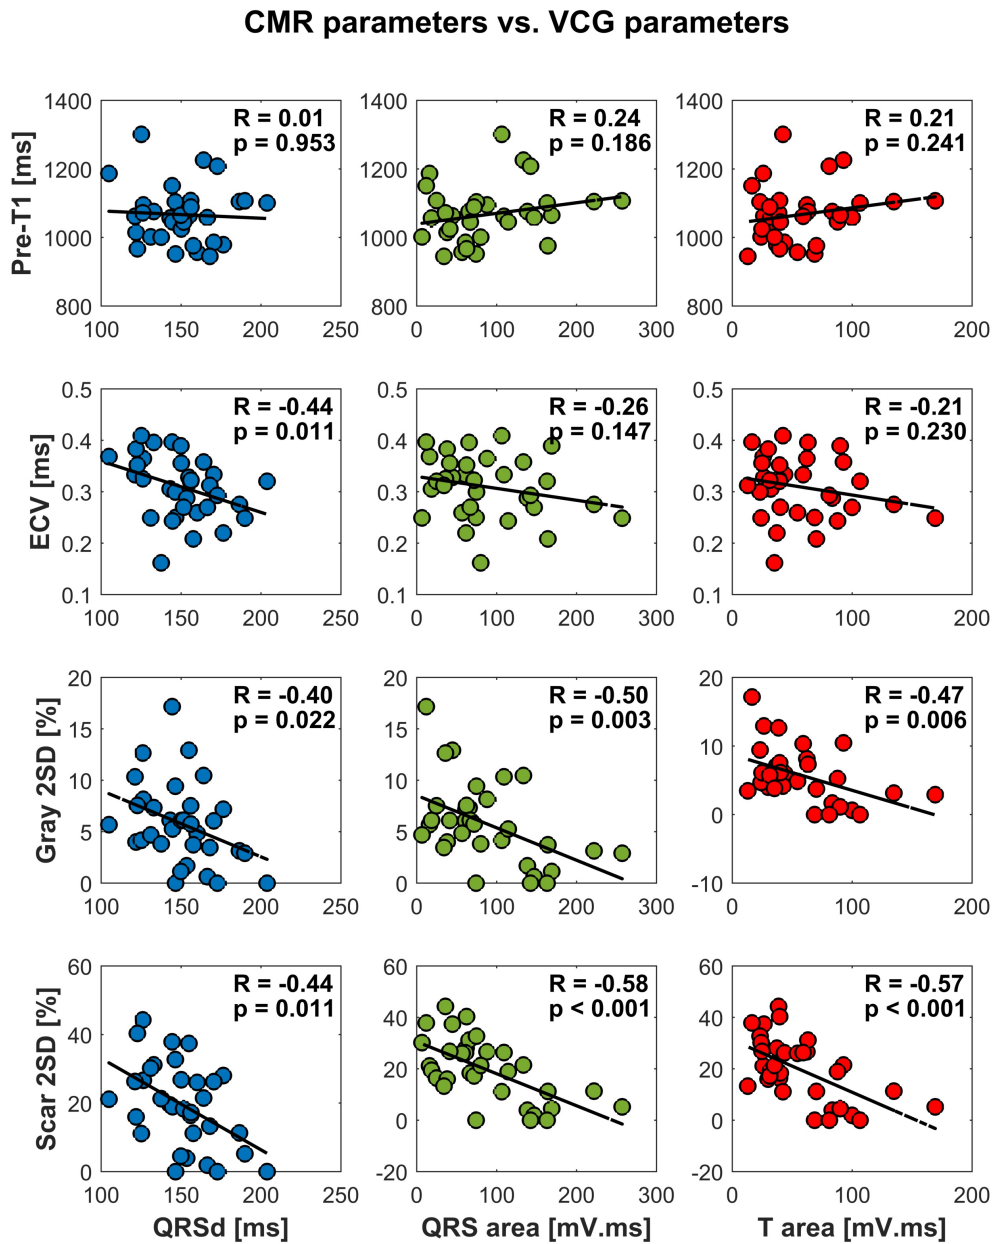 CMR parameters vs. VCG parameters
Pre-T1 [ms]
1400
1200
1000
800
R = 0.01
p = 0.953
100 150 200 250
R = 0.24
p = 0.186
1400
1200
1000
800
0 100 200 300
R = 0.21
p = 0.241
1400
1200
1000
800
0 100 200
ECV [ms]
0.5
0.4
0.3
0.2
0.1
R = -0.44
p = 0.011
100 150 200 250
0.5
0.4
0.3
0.2
0.1
R = -0.26
p = 0.147
0 100 200 300
0.5
0.4
0.3
0.2
0.1
R = -0.21
p = 0.230
0 100 200
Gray 2SD [%]
20
15
10
5
0
R = -0.40
p = 0.022
100 150 200 250
20
15
10
5
0
R = -0.50
p = 0.003
0 100 200 300
20
10
0
-10
R = -0.47
p = 0.006
0 100 200
Scar 2SD [%]
60
40
20
0
R = -0.44
p = 0.011
100 150 200 250
QRSd [ms]
60
40
20
0
-20
R = -0.58
p < 0.001
0 100 200 300
QRS area [mV.ms]
60
40
20
0
-20
R = -0.57
p < 0.001
0 100 200
T area [mV.ms]